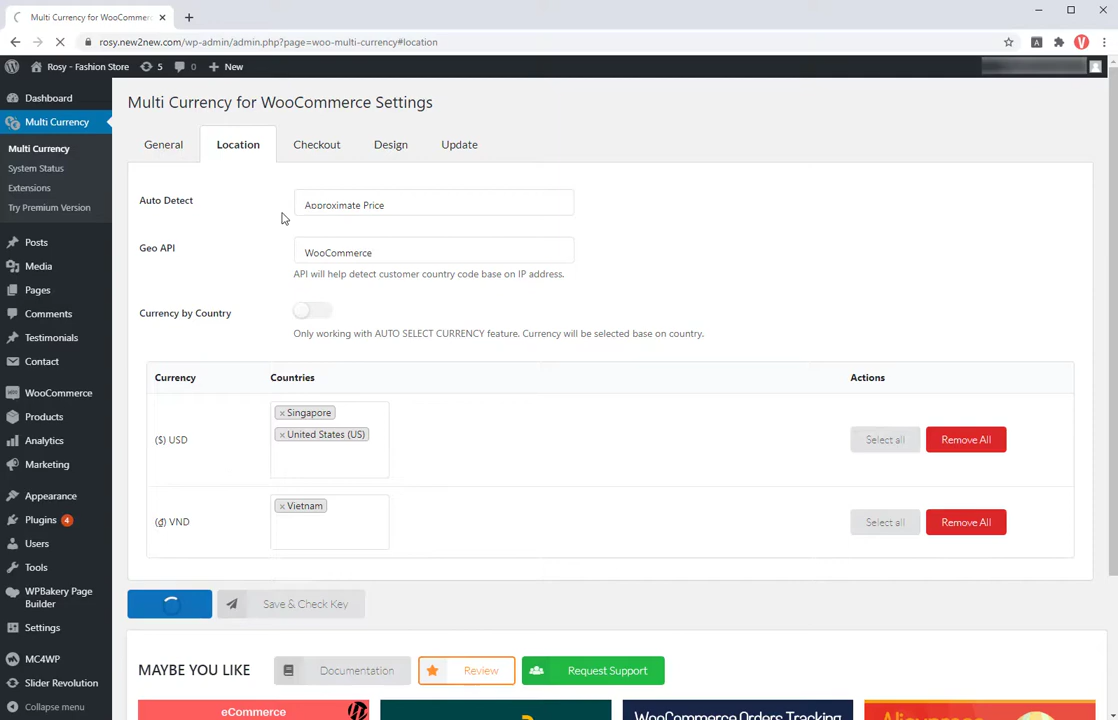 Multi Currency for WooCommerc
rosy.new2new.com/wp-admin/admin.php?page=woo-multi-currency#location
Rosy - Fashion Store 5 0 New
Dashboard
Multi Currency
Multi Currency
System Status
Extensions
Try Premium Version
Posts
Media
Pages
Comments
Testimonials
Contact
WooCommerce
Products
Analytics
Marketing
Appearance
Plugins 4
Users
Tools
WPBakery Page
Builder
Settings
MC4WP
Slider Revolution
Collapse menu
Multi Currency for WooCommerce Settings
General Location Checkout Design Update
Auto Detect Approximate Price
Geo API WooCommerce
API will help detect customer country code base on IP address.
Currency by Country
Only working with AUTO SELECT CURRENCY feature. Currency will be selected base on country.
Currency Countries Actions
× Singapore
× United States (US)
($) USD Select all Remove All
× Vietnam
(₫) VND Select all Remove All
Save & Check Key
MAYBE YOU LIKE Documentation Review Request Support
eCommerce WooCommerce Orders Tracking Aliexpress